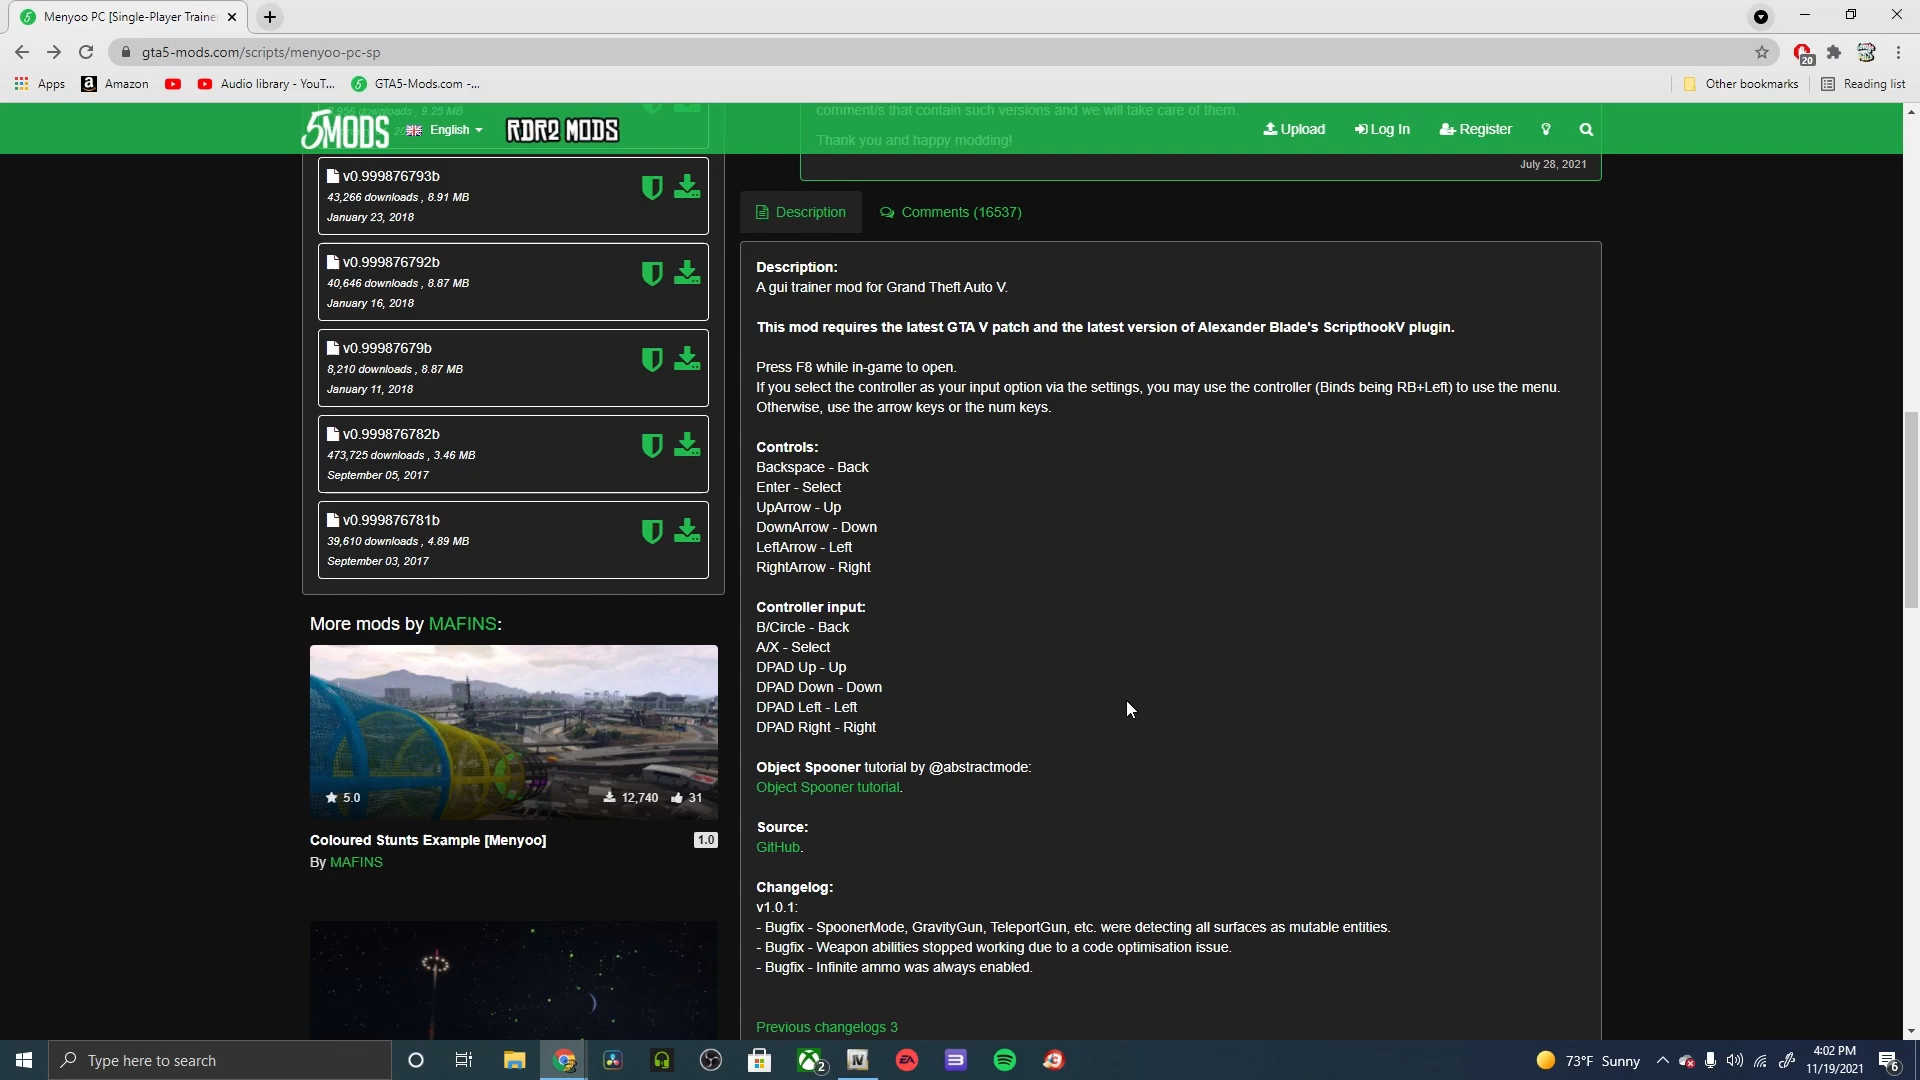 Menyoo PC [Single-Player Traine
gta5-mods.com/scripts/menyoo-pc-sp
20
Apps
Amazon
Audio library - YouT...
GTA5-Mods.com -...
Other bookmarks
Reading list
5MODS
English
RDR2 MODS
Upload
Log In
Register
comment/s that contain such versions and we will take care of them.
Thank you and happy modding!
July 28, 2021
v0.999876793b
43,266 downloads , 8.91 MB
January 23, 2018
v0.999876792b
40,646 downloads , 8.87 MB
January 16, 2018
v0.99987679b
8,210 downloads , 8.87 MB
January 11, 2018
v0.999876782b
473,725 downloads , 3.46 MB
September 05, 2017
v0.999876781b
39,610 downloads , 4.89 MB
September 03, 2017
More mods by MAFINS:
5.0
12,740
31
Coloured Stunts Example [Menyoo]
1.0
By MAFINS
Description
Comments (16537)
Description:
A gui trainer mod for Grand Theft Auto V.
This mod requires the latest GTA V patch and the latest version of Alexander Blade's ScripthookV plugin.
Press F8 while in-game to open.
If you select the controller as your input option via the settings, you may use the controller (Binds being RB+Left) to use the menu.
Otherwise, use the arrow keys or the num keys.
Controls:
Backspace - Back
Enter - Select
UpArrow - Up
DownArrow - Down
LeftArrow - Left
RightArrow - Right
Controller input:
B/Circle - Back
A/X - Select
DPAD Up - Up
DPAD Down - Down
DPAD Left - Left
DPAD Right - Right
Object Spooner tutorial by @abstractmode:
Object Spooner tutorial.
Source:
GitHub.
Changelog:
v1.0.1:
- Bugfix - SpoonerMode, GravityGun, TeleportGun, etc. were detecting all surfaces as mutable entities.
- Bugfix - Weapon abilities stopped working due to a code optimisation issue.
- Bugfix - Infinite ammo was always enabled.
Previous changelogs 3
Type here to search
2
IV
EA
73°F Sunny
4:02 PM
11/19/2021
6